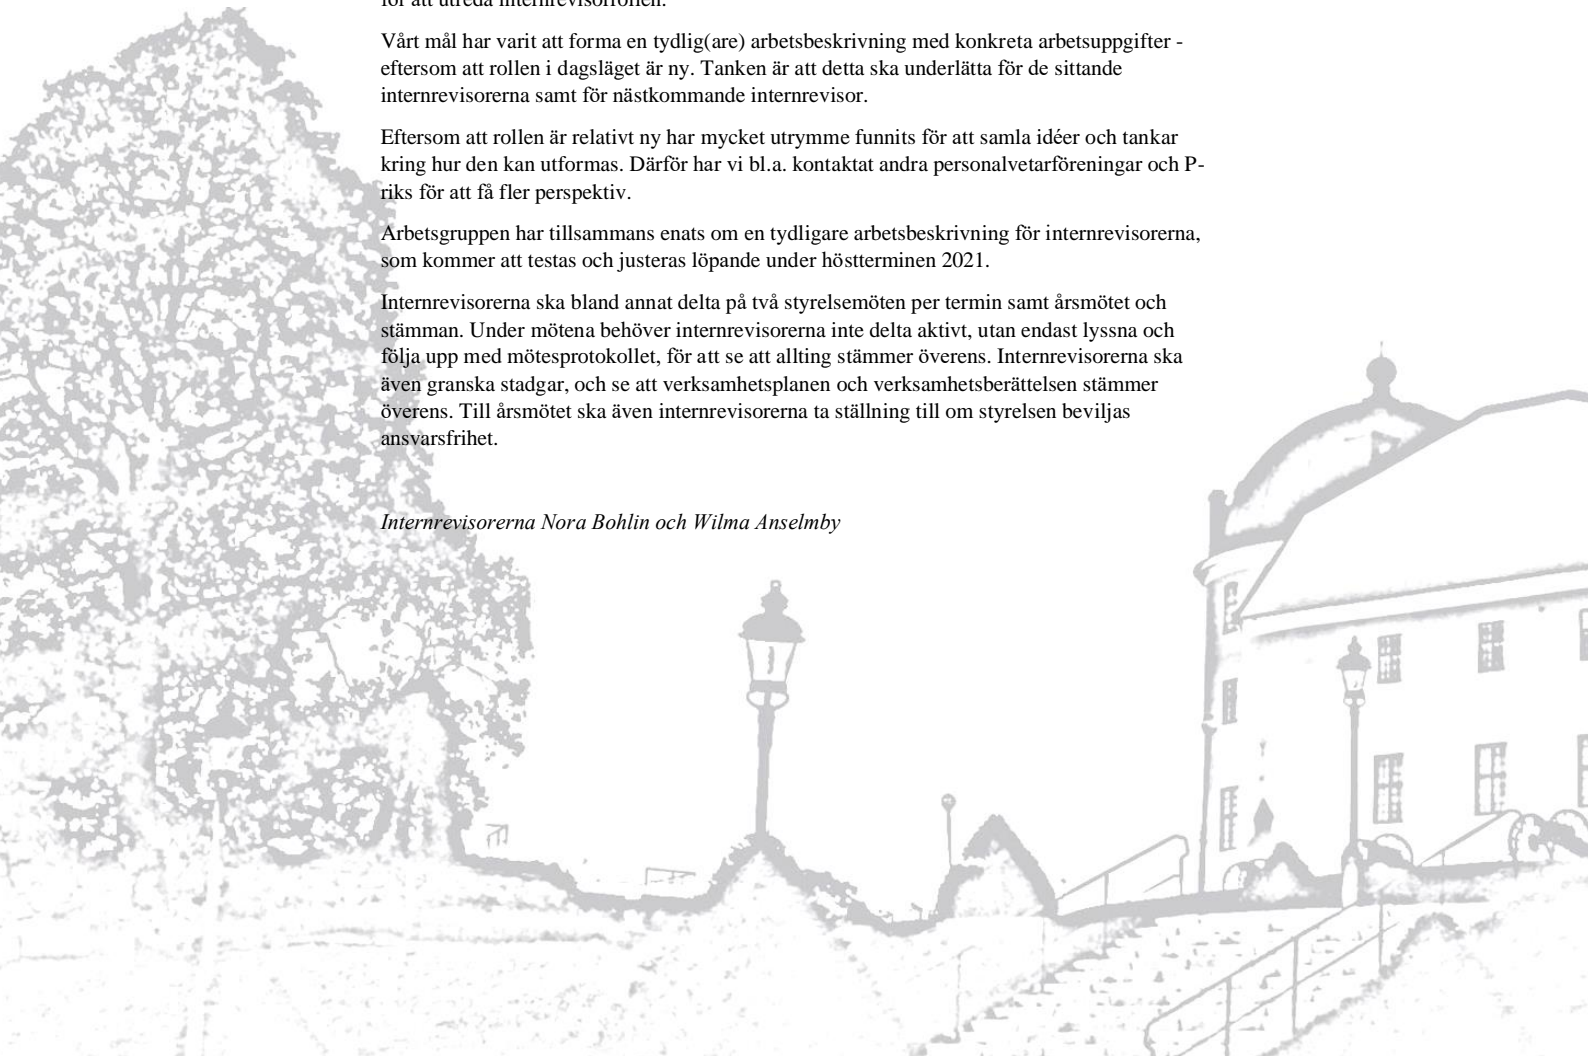 för att utreda internrevisorrollen.
Vårt mål har varit att forma en tydlig(are) arbetsbeskrivning med konkreta arbetsuppgifter -
eftersom att rollen i dagsläget är ny. Tanken är att detta ska underlätta för de sittande
internrevisorerna samt för nästkommande internrevisor.
Eftersom att rollen är relativt ny har mycket utrymme funnits för att samla idéer och tankar
kring hur den kan utformas. Därför har vi bl.a. kontaktat andra personalvetarföreningar och P-
riks för att få fler perspektiv.
Arbetsgruppen har tillsammans enats om en tydligare arbetsbeskrivning för internrevisorerna,
som kommer att testas och justeras löpande under höstterminen 2021.
Internrevisorerna ska bland annat delta på två styrelsemöten per termin samt årsmötet och
stämman. Under mötena behöver internrevisorerna inte delta aktivt, utan endast lyssna och
följa upp med mötesprotokollet, för att se att allting stämmer överens. Internrevisorerna ska
även granska stadgar, och se att verksamhetsplanen och verksamhetsberättelsen stämmer
överens. Till årsmötet ska även internrevisorerna ta ställning till om styrelsen beviljas
ansvarsfrihet.
Internrevisorerna Nora Bohlin och Wilma Anselmby